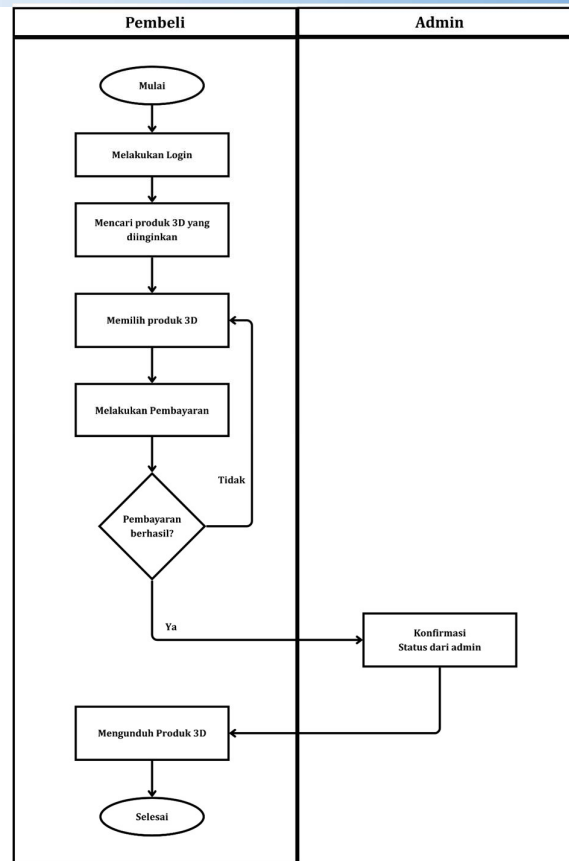 Pembeli
Admin
Mulai
Melakukan Login
Mencari produk 3D yang
diinginkan
Memilih produk 3D
Melakukan Pembayaran
Tidak
Pembayaran
berhasil?
Ya
Konfirmasi
Status dari admin
Mengunduh Produk 3D
Selesai